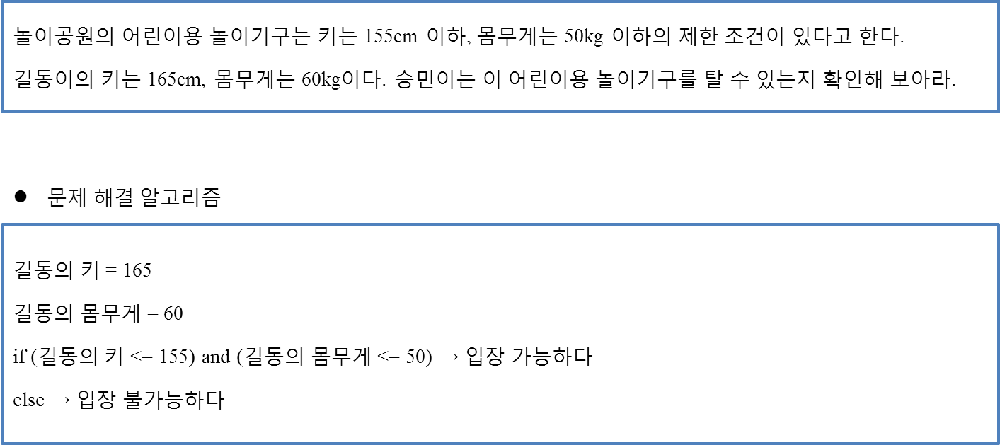 놀이공원의 어린이용 놀이기구는 키는 155cm 이하, 몸무게는 50kg 이하의 제한 조건이 있다고 한다.
길동이의 키는 165cm, 몸무게는 60kg이다. 승민이는 이 어린이용 놀이기구를 탈 수 있는지 확인해 보아라.
● 문제 해결 알고리즘
길동의 키 = 165
길동의 몸무게 = 60
if (길동의 키 <= 155) and (길동의 몸무게 <= 50) → 입장 가능하다
else → 입장 불가능하다